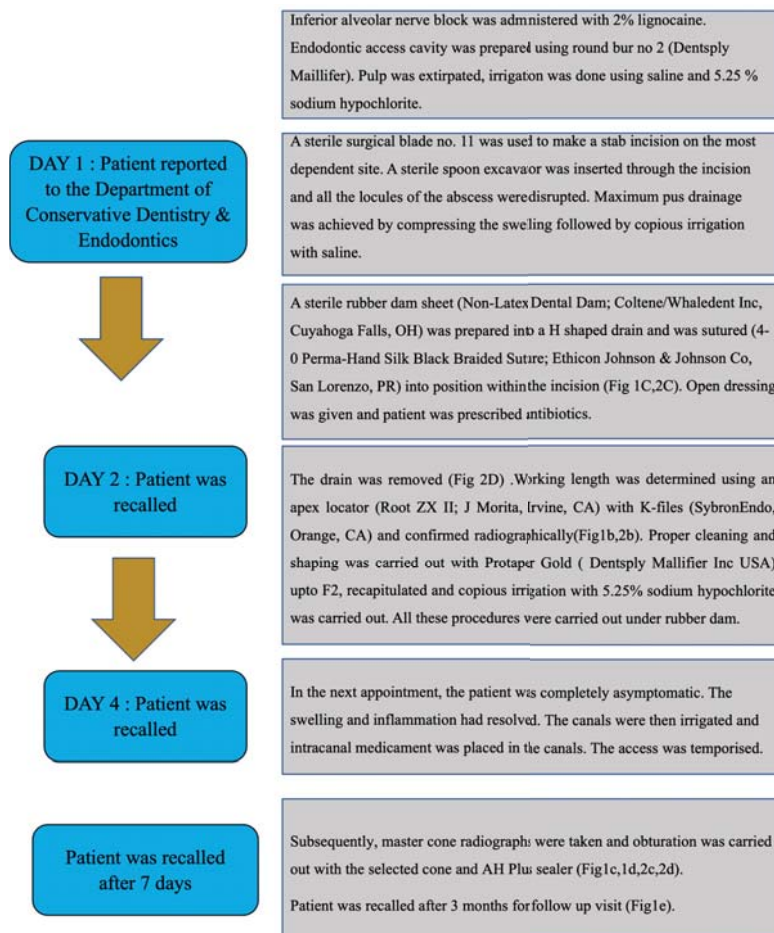 Inferior alveolar nerve block was admnistered with 2% lignocaine.
Endodontic access cavity was prepared using round bur no 2 (Dentsply
Maillifer). Pulp was extirpated, irrigaton was done using saline and 5.25 %
sodium hypochlorite.
DAY 1 : Patient reported
to the Department of
Conservative Dentistry &
Endodontics
A sterile surgical blade no. 11 was used to make a stab incision on the most
dependent site. A sterile spoon excavator was inserted through the incision
and all the locules of the abscess were disrupted. Maximum pus drainage
was achieved by compressing the swelling followed by copious irrigation
with saline.
A sterile rubber dam sheet (Non-Latex Dental Dam; Coltene/Whaledent Inc,
Cuyahoga Falls, OH) was prepared into a H shaped drain and was sutured (4-
0 Perma-Hand Silk Black Braided Suture; Ethicon Johnson & Johnson Co,
San Lorenzo, PR) into position within the incision (Fig 1C,2C). Open dressing
was given and patient was prescribed antibiotics.
DAY 2 : Patient was
recalled
The drain was removed (Fig 2D) .Working length was determined using an
apex locator (Root ZX II; J Morita, Irvine, CA) with K-files (SybronEndo,
Orange, CA) and confirmed radiographically(Fig1b,2b). Proper cleaning and
shaping was carried out with Protaper Gold ( Dentsply Mallifier Inc USA)
upto F2, recapitulated and copious irrigation with 5.25% sodium hypochlorite
was carried out. All these procedures were carried out under rubber dam.
DAY 4 : Patient was
recalled
In the next appointment, the patient was completely asymptomatic. The
swelling and inflammation had resolved. The canals were then irrigated and
intracanal medicament was placed in the canals. The access was temporised.
Patient was recalled
after 7 days
Subsequently, master cone radiographs were taken and obturation was carried
out with the selected cone and AH Plus sealer (Fig1c,1d,2c,2d).
Patient was recalled after 3 months for follow up visit (Fig1e).